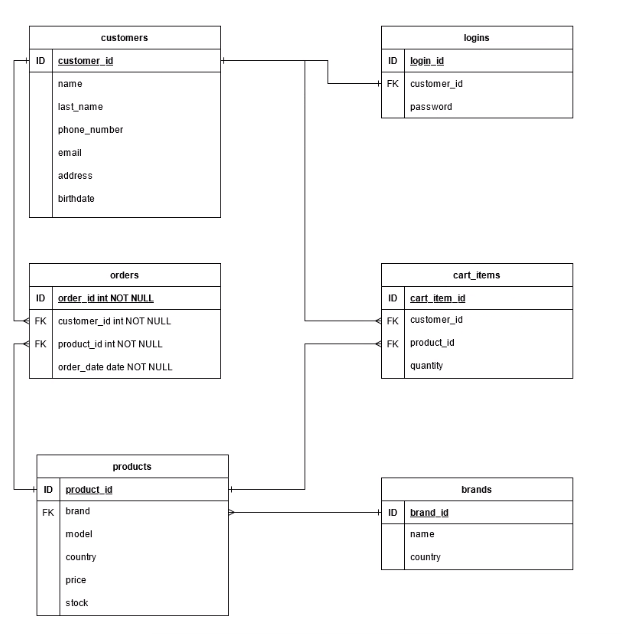 customers
ID customer_id
name
last_name
phone_number
email
address
birthdate
logins
ID login_id
FK customer_id
password
orders
ID order_id int NOT NULL
FK customer_id int NOT NULL
FK product_id int NOT NULL
order_date date NOT NULL
cart_items
ID cart_item_id
FK customer_id
FK product_id
quantity
products
ID product_id
FK brand
model
country
price
stock
brands
ID brand_id
name
country